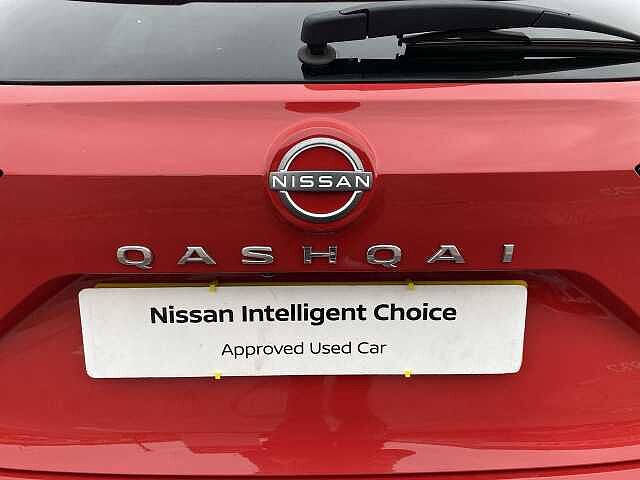 NISSAN
QASHQAI
Nissan Intelligent Choice
Approved Used Car